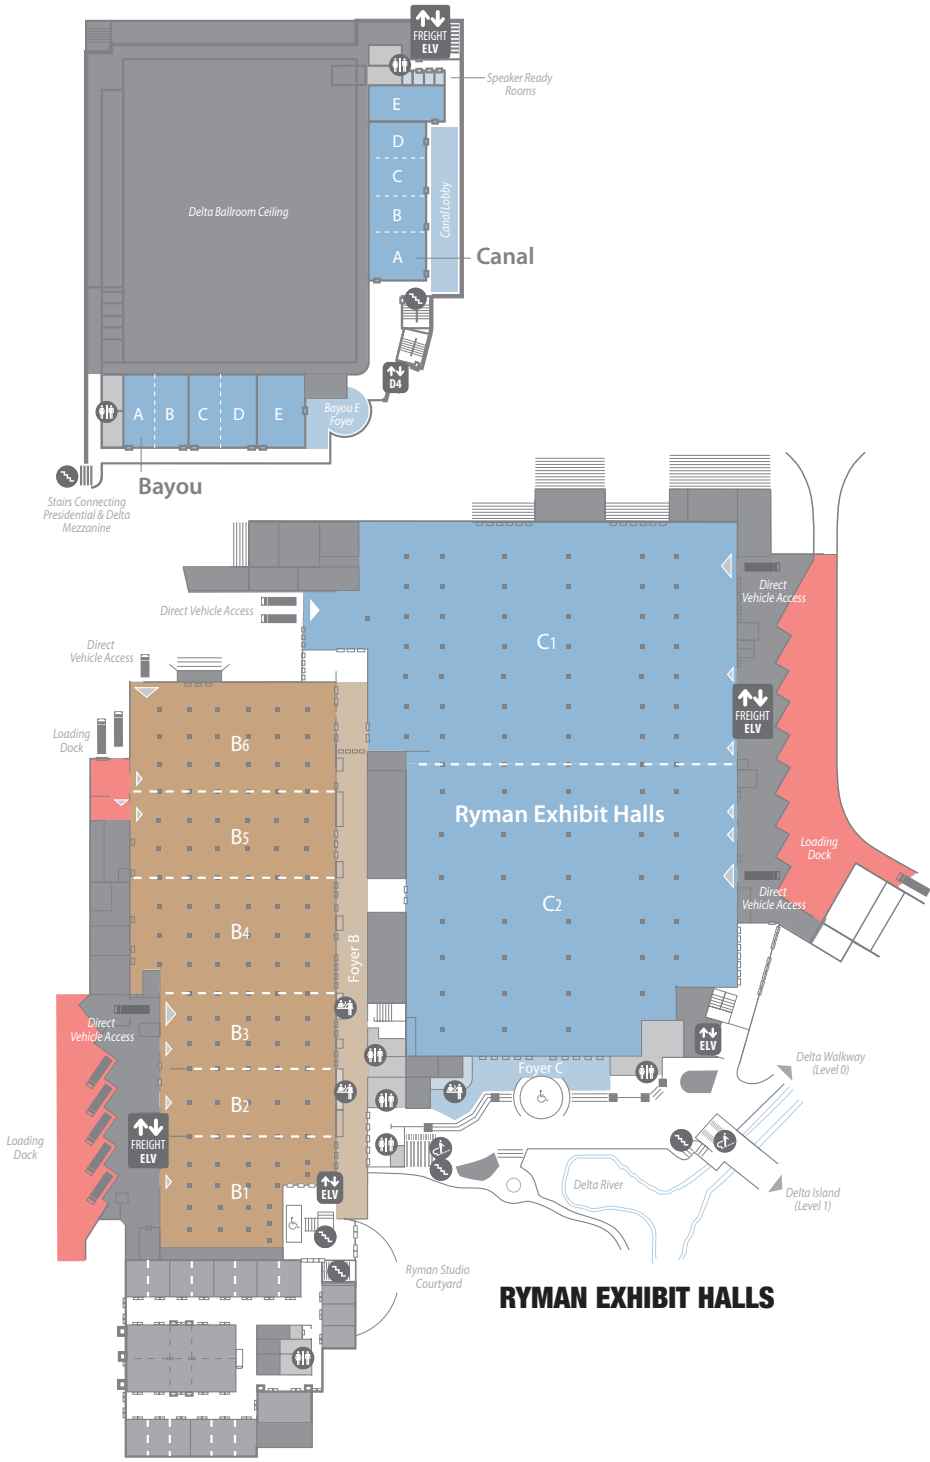 FREIGHT
ELV
Speaker Ready
Rooms
E
D
C
B
A
Canal Lobby
Canal
Delta Ballroom Ceiling
D4
A
B
C
D
E
Bayou E
Foyer
Bayou
Stairs Connecting
Presidential & Delta
Mezzanine
Direct Vehicle Access
Direct
Vehicle Access
C1
Direct
Vehicle Access
FREIGHT
ELV
Loading
Dock
B6
Ryman Exhibit Halls
B5
Loading
Dock
Direct
Vehicle Access
C2
B4
Foyer B
B3
Direct
Vehicle Access
ELV
Delta Walkway
(Level 0)
Foyer C
B2
FREIGHT
ELV
Loading
Dock
B1
ELV
Delta River
Delta Island
(Level 1)
Ryman Studio
Courtyard
RYMAN EXHIBIT HALLS